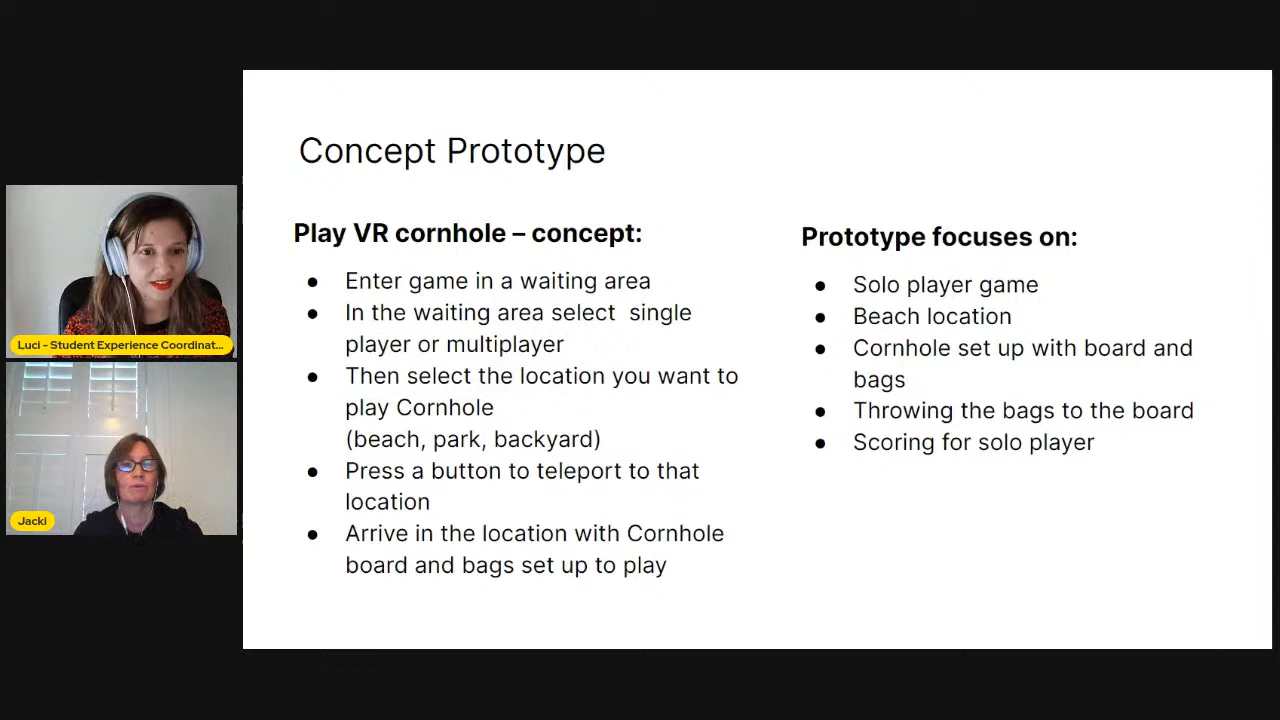 Concept Prototype
Play VR cornhole – concept:
● Enter game in a waiting area
● In the waiting area select  single
player or multiplayer
● Then select the location you want to
play Cornhole
(beach, park, backyard)
● Press a button to teleport to that
location
● Arrive in the location with Cornhole
board and bags set up to play
Prototype focuses on:
● Solo player game
● Beach location
● Cornhole set up with board and
bags
● Throwing the bags to the board
● Scoring for solo player
Luci - Student Experience Coordinat...
Jacki